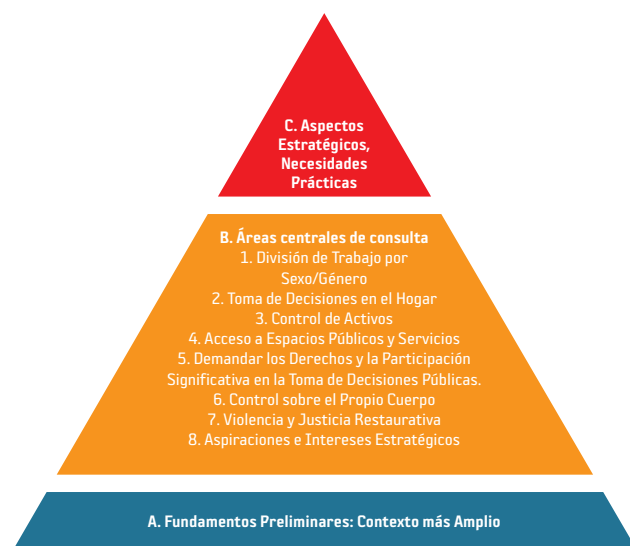 C. Aspectos
Estratégicos,
Necesidades
Prácticas
B. Áreas centrales de consulta
1. División de Trabajo por
Sexo/Género
2. Toma de Decisiones en el Hogar
3. Control de Activos
4. Acceso a Espacios Públicos y Servicios
5. Demandar los Derechos y la Participación
Significativa en la Toma de Decisiones Públicas.
6. Control sobre el Propio Cuerpo
7. Violencia y Justicia Restaurativa
8. Aspiraciones e Intereses Estratégicos
A. Fundamentos Preliminares: Contexto más Amplio